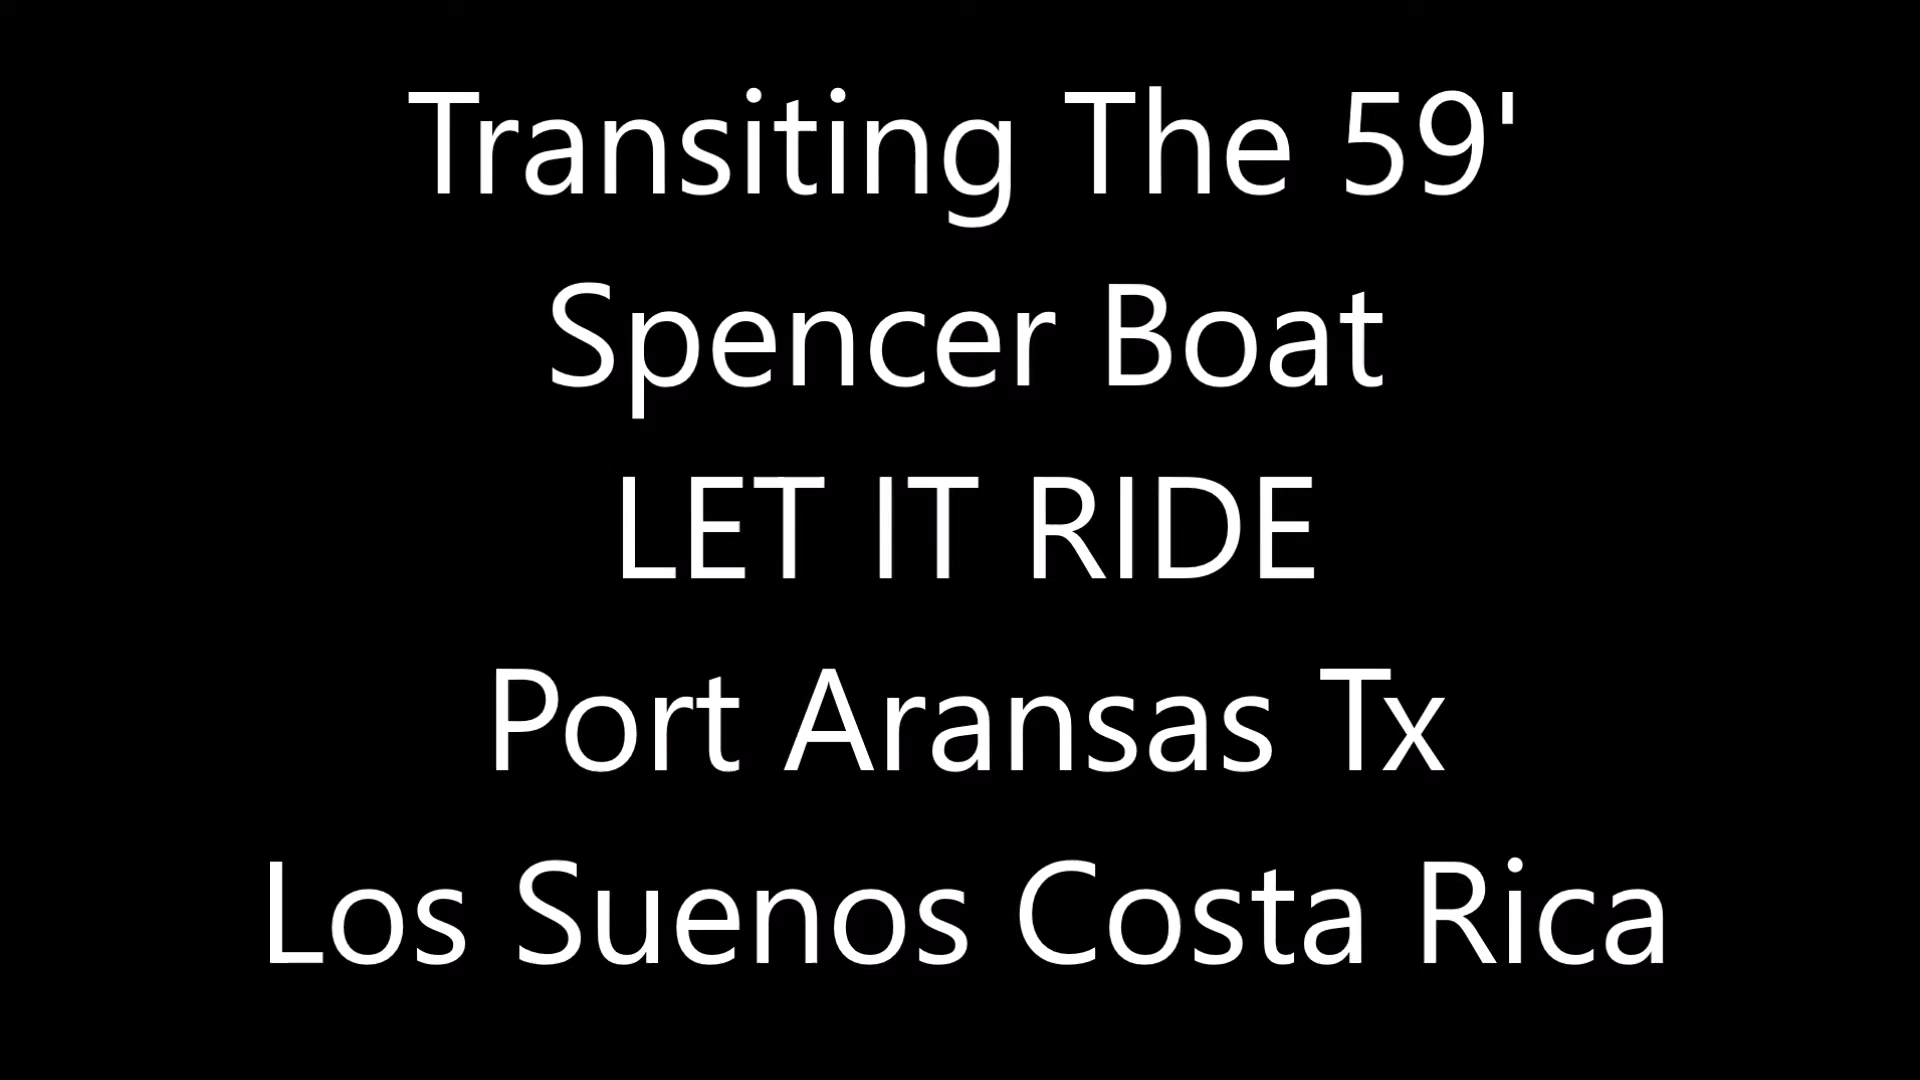 Transiting The 59'
Spencer Boat
LET IT RIDE
Port Aransas Tx
Los Suenos Costa Rica